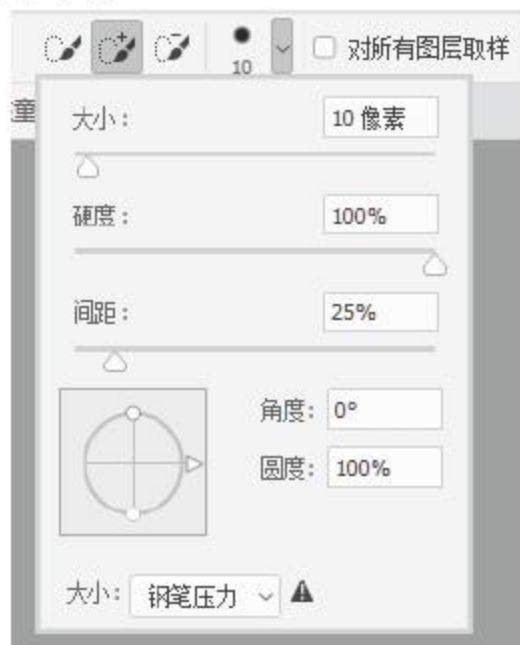 10
对所有图层取样
童
大小：
10 像素
硬度：
100%
间距：
25%
角度：
0°
圆度：
100%
大小：
钢笔压力